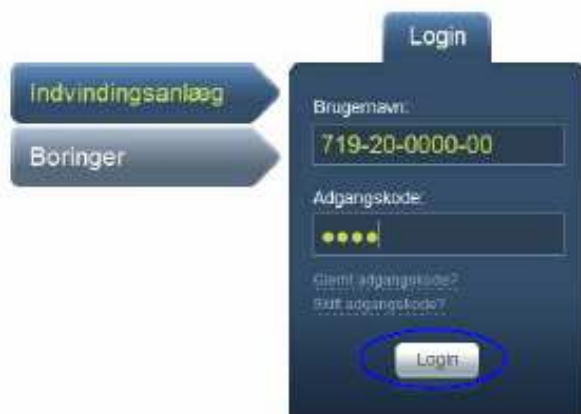 Login
Indvindingsanlæg
Boringer
Brugernavn:
719-20-0000-00
Adgangskode:
Glemt adgangskode?
Skift adgangskode?
Login